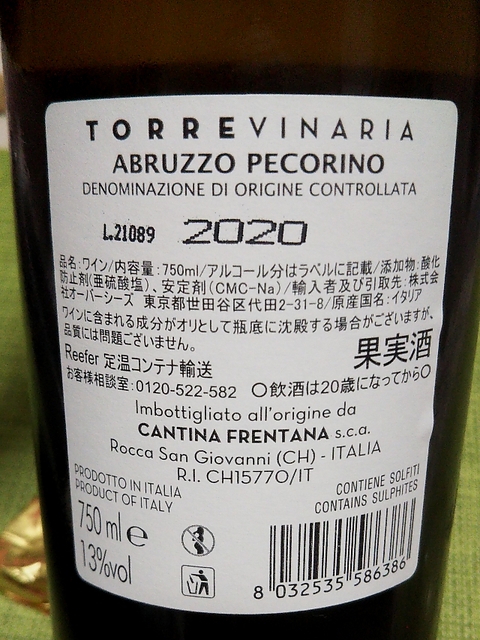 TORREVINARIA
ABRUZZO PECORINO
DENOMINAZIONE DI ORIGINE CONTROLLATA
L.21089 2020
品名:ワイン/内容量:750ml/アルコール分はラベルに記載/添加物:酸化
防止剤(亜硫酸塩)、安定剤(CMC-Na)/輸入者及び引取先:株式会
社オーバーシーズ 東京都世田谷区代田2-31-8/原産国名:イタリア
ワインに含まれる成分がオリとして瓶底に沈殿する場合がございますが、
品質には問題ございません。
Reefer 定温コンテナ輸送
果実酒
お客様相談室:0120-522-582 〇飲酒は20歳になってから〇
Imbottigliato all'origine da
CANTINA FRENTANA s.c.a.
Rocca San Giovanni (CH) - ITALIA
R.I. CH15770/IT
PRODOTTO IN ITALIA
PRODUCT OF ITALY
CONTIENE SOLFITI
CONTAINS SULPHITES
750 ml e
13%vol
8 032535 586386